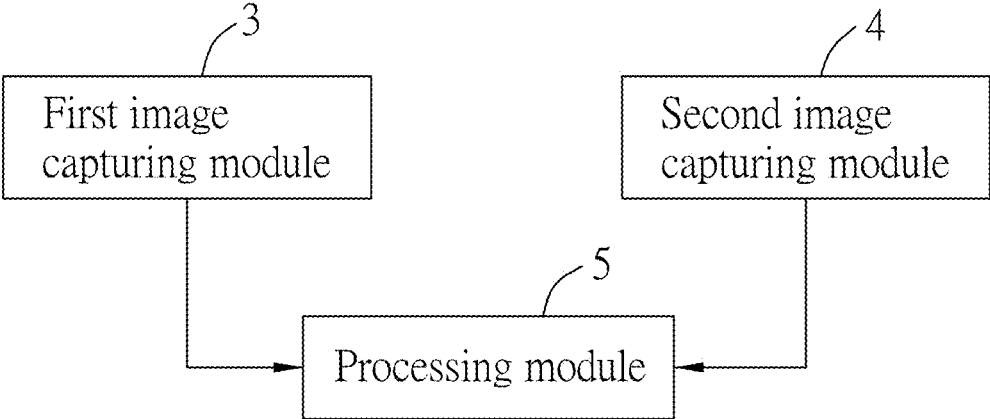 3
First image
capturing module
4
Second image
capturing module
5
Processing module